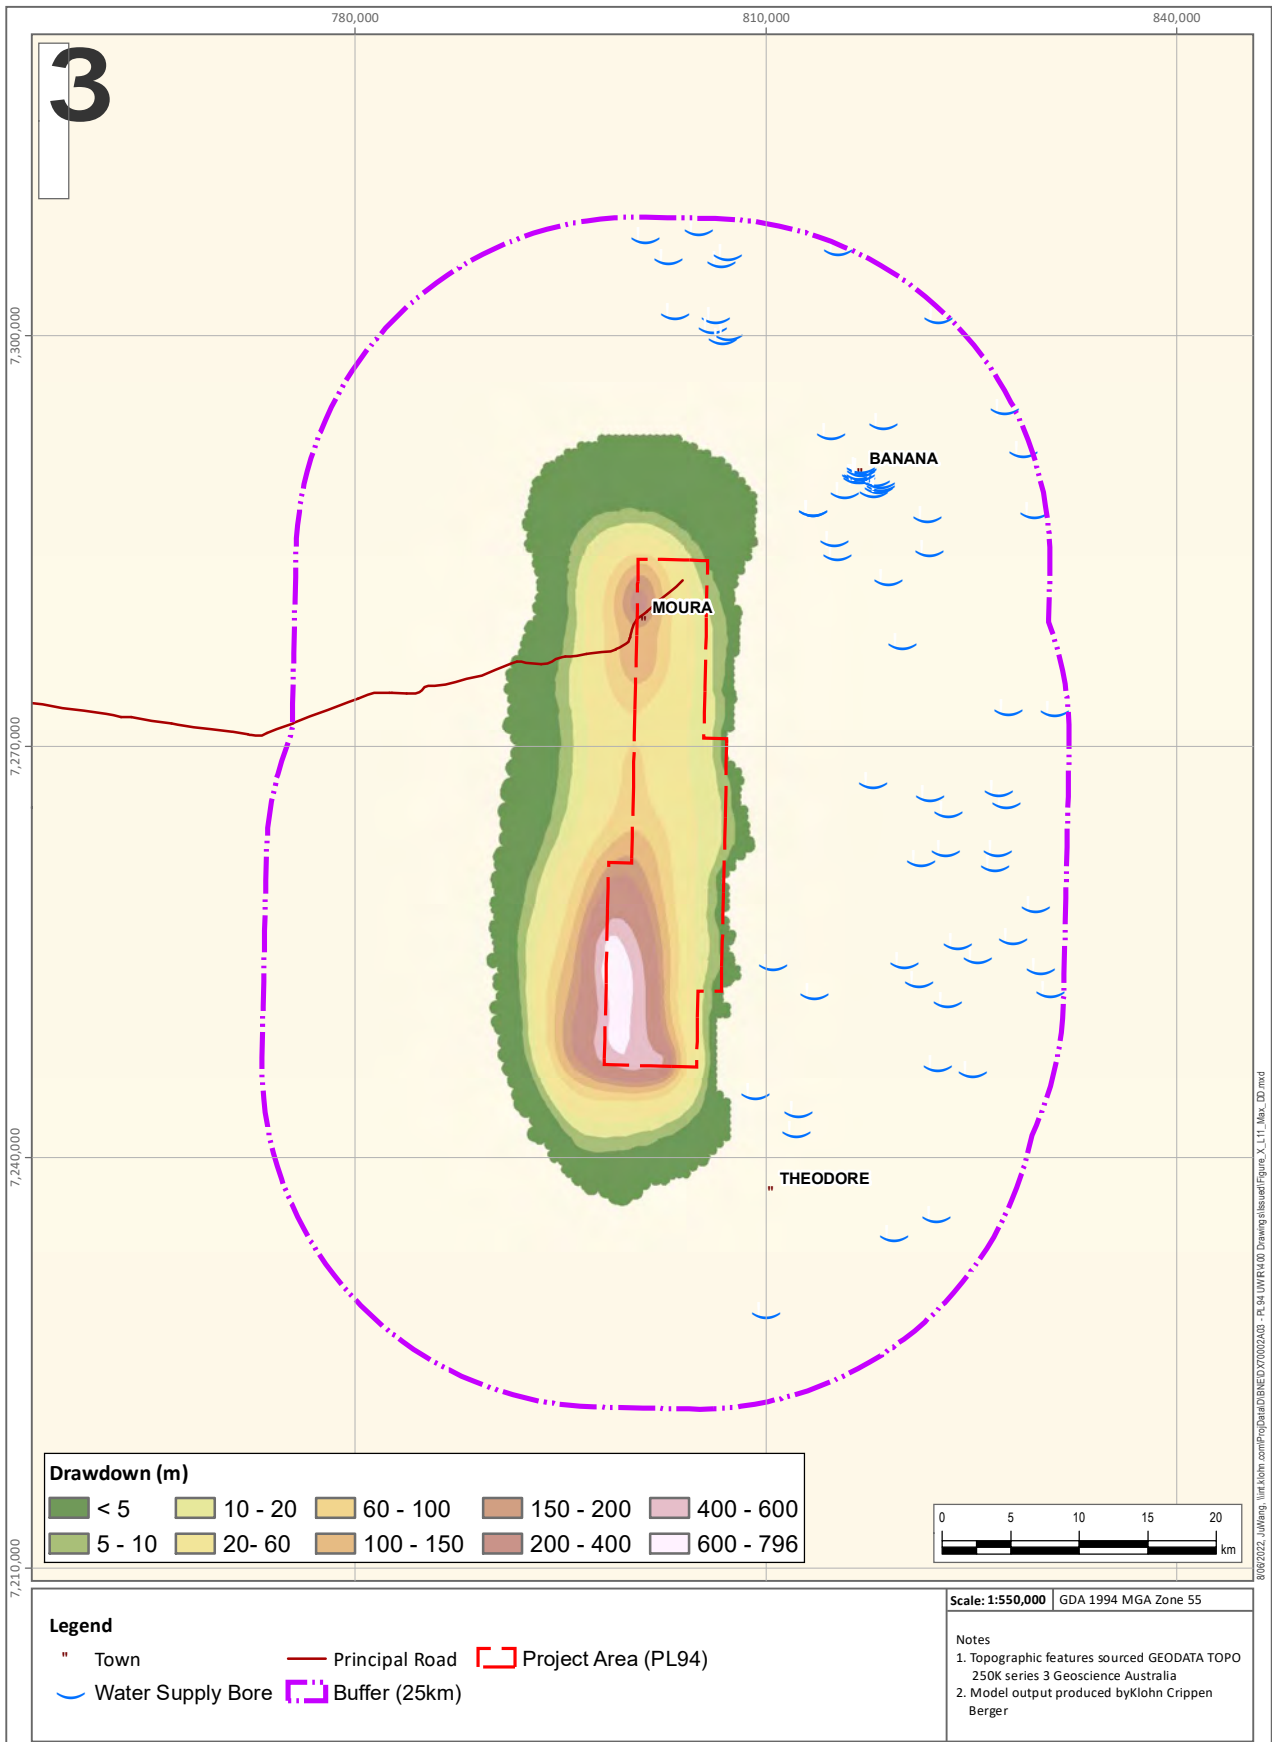 780,000 810,000 840,000
3
7,300,000
BANANA
MOURA
7,270,000
7,240,000
THEODORE
7,210,000
Drawdown (m)
< 5 10 - 20 60 - 100 150 - 200 400 - 600
5 - 10 20- 60 100 - 150 200 - 400 600 - 796
0 5 10 15 20
km
Legend
" Town Principal Road Project Area (PL94)
Water Supply Bore Buffer (25km)
Scale: 1:550,000 GDA 1994 MGA Zone 55
Notes
1. Topographic features sourced GEODATA TOPO
250K series 3 Geoscience Australia
2. Model output produced byKlohn Crippen
Berger